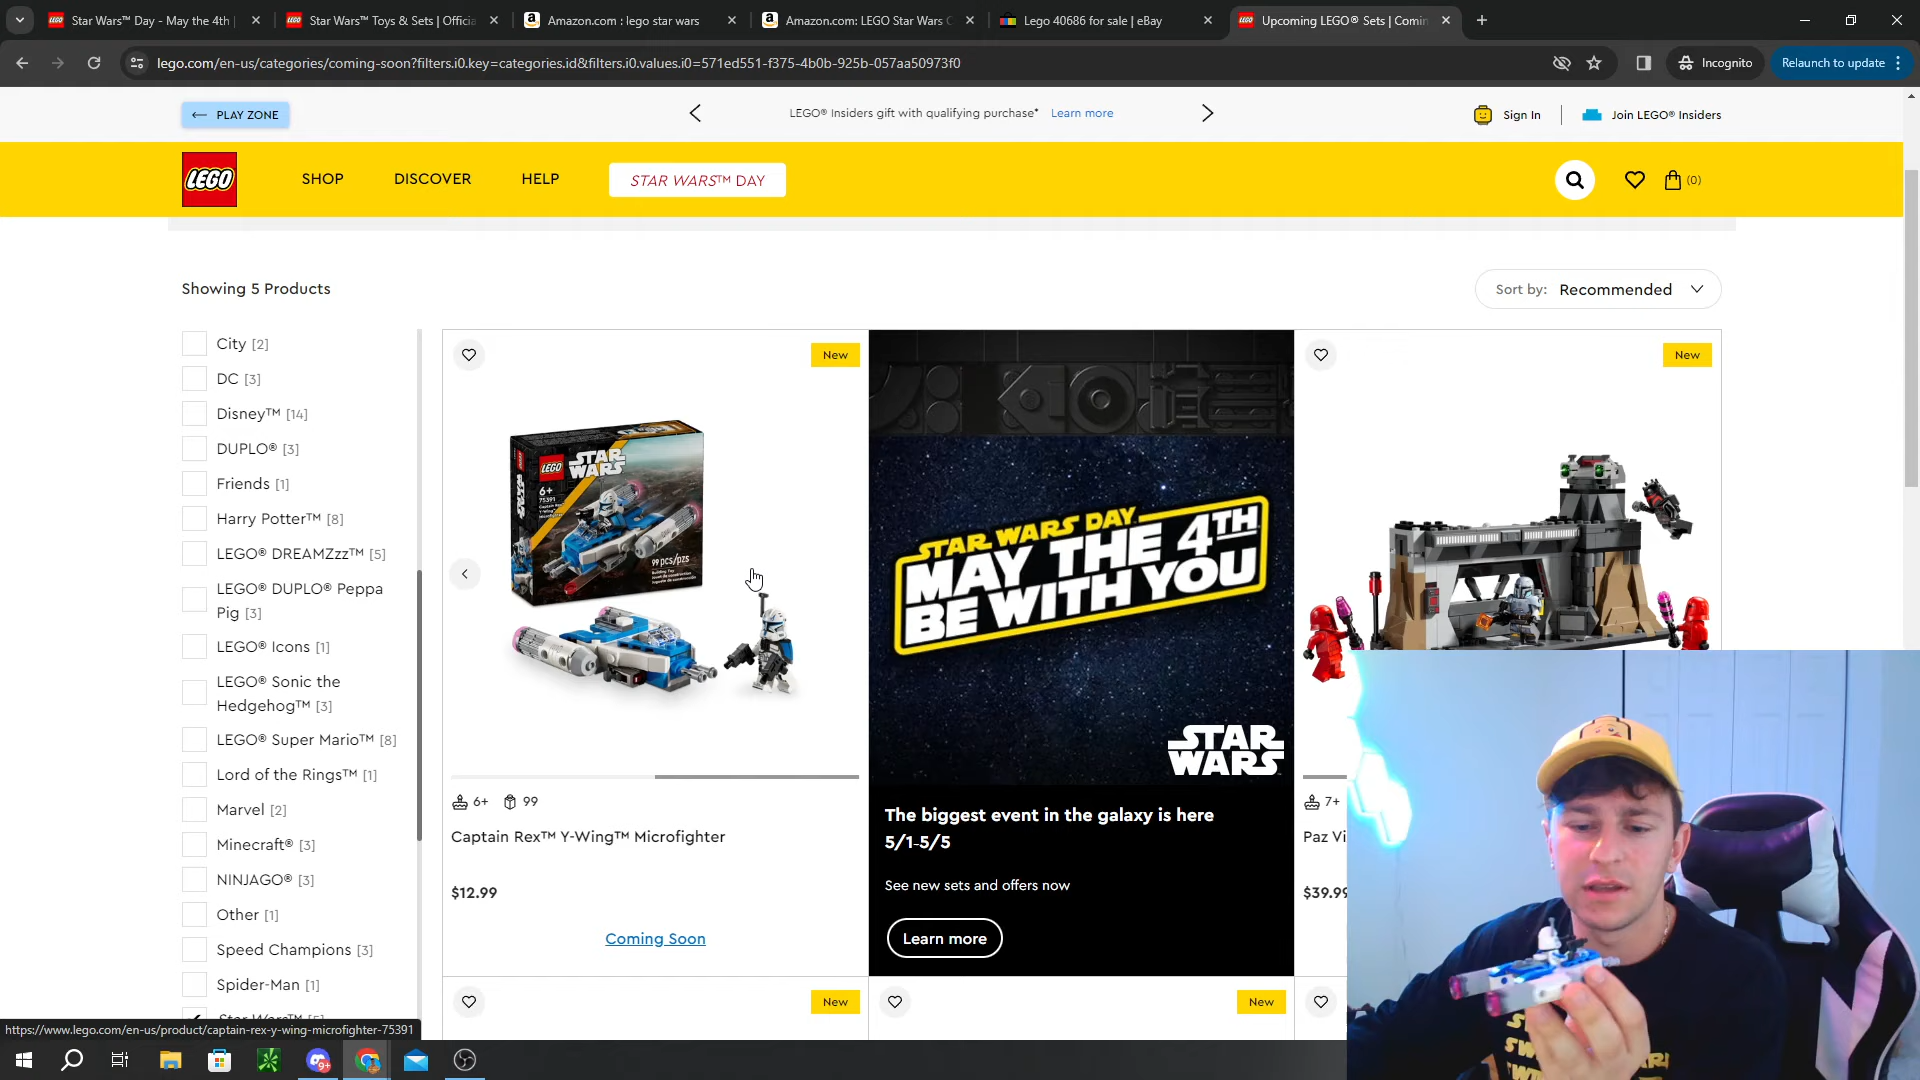 Star Wars™ Day - May the 4th
Star Wars™ Toys & Sets | Officia
Amazon.com : lego star wars
Amazon.com: LEGO Star Wars C
Lego 40686 for sale | eBay
Upcoming LEGO® Sets | Comin
lego.com/en-us/categories/coming-soon?filters.i0.key=categories.id&filters.i0.values.i0=571ed551-f375-4b0b-925b-057aa50973f0
Incognito
Relaunch to update
PLAY ZONE
LEGO® Insiders gift with qualifying purchase* Learn more
Sign In
Join LEGO® Insiders
LEGO
SHOP
DISCOVER
HELP
STAR WARS™ DAY
(0)
Showing 5 Products
Sort by: Recommended
City [2]
DC [3]
Disney™ [14]
DUPLO® [3]
Friends [1]
Harry Potter™ [8]
LEGO® DREAMZzz™ [5]
LEGO® DUPLO® Peppa
Pig [3]
LEGO® Icons [1]
LEGO® Sonic the
Hedgehog™ [3]
LEGO® Super Mario™ [8]
Lord of the Rings™ [1]
Marvel [2]
Minecraft® [3]
NINJAGO® [3]
Other [1]
Speed Champions [3]
Spider-Man [1]
Star Wars™ [5]
https://www.lego.com/en-us/product/captain-rex-y-wing-microfighter-75391
New
LEGO
STAR
WARS
6+
75391
99 pcs/pzs
6+ 99
Captain Rex™ Y-Wing™ Microfighter
$12.99
Coming Soon
STAR WARS DAY
MAY THE 4TH
BE WITH YOU
STAR
WARS
The biggest event in the galaxy is here
5/1-5/5
See new sets and offers now
Learn more
New
7+
Paz Vi
$39.99
New
New
9+